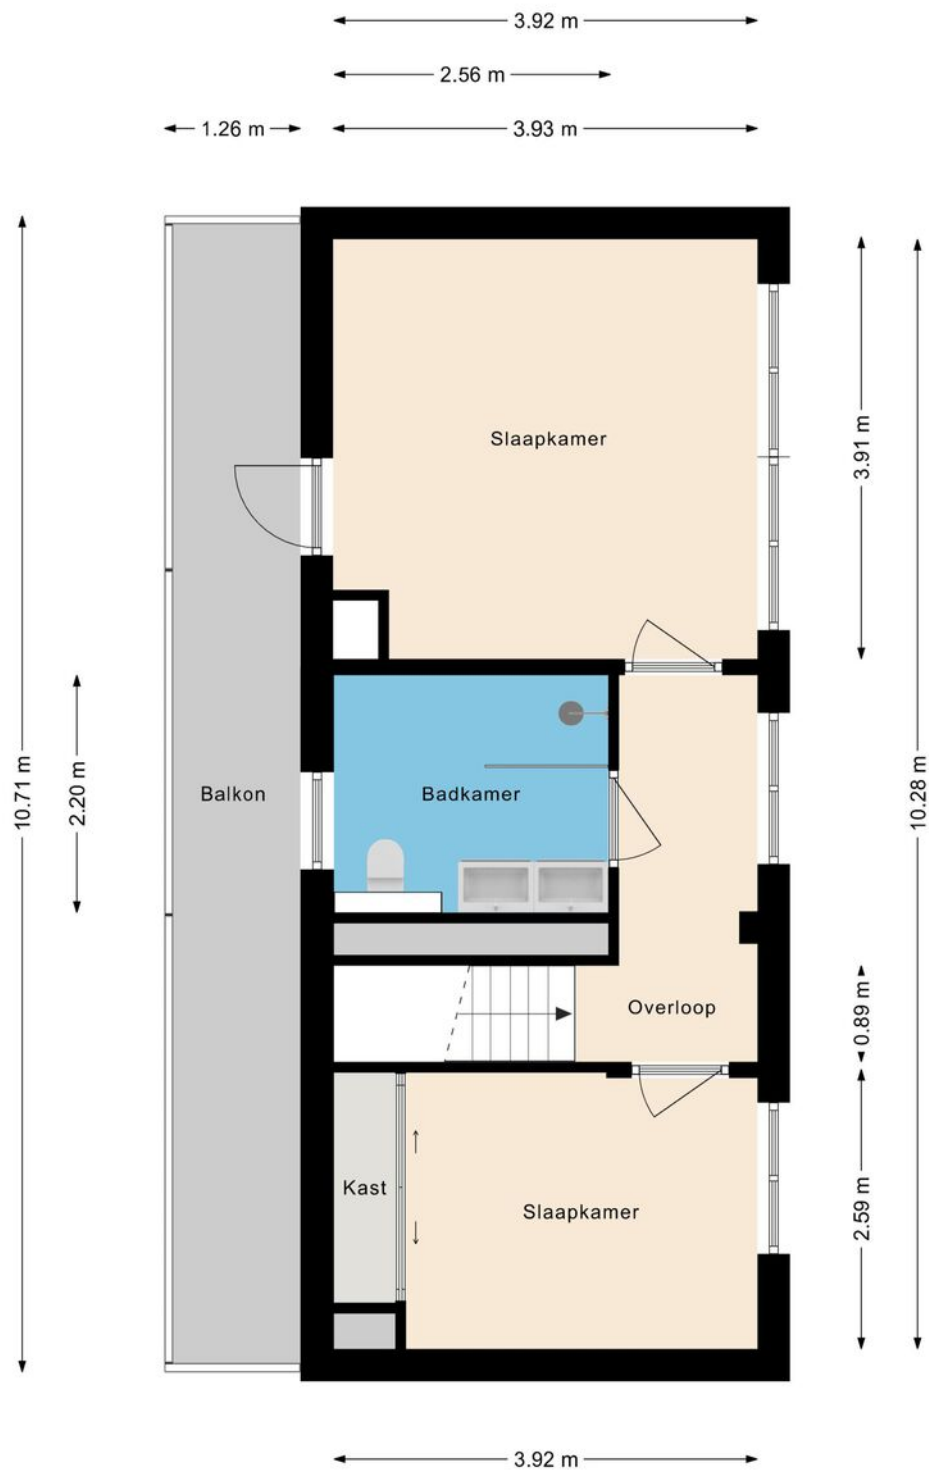 3.92 m
2.56 m
1.26 m
3.93 m
Slaapkamer
3.91 m
10.71 m
2.20 m
Balkon
Badkamer
10.28 m
Overloop
0.89 m
Kast
Slaapkamer
2.59 m
3.92 m